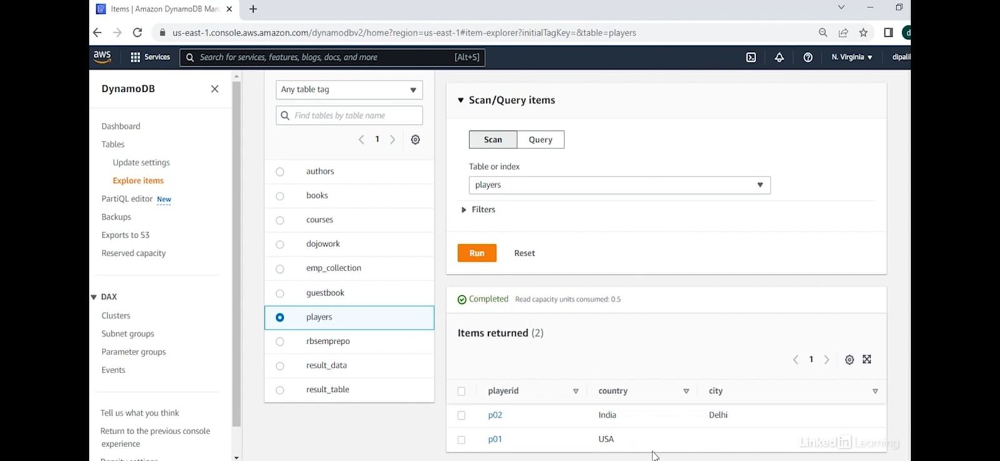 Items | Amazon DynamoDB Man
us-east-1.console.aws.amazon.com/dynamodbv2/home?region=us-east-1#item-explorer?initialTagKey=&table=players
aws
Services
Search for services, features, blogs, docs, and more
[Alt+S]
N. Virginia
dipali
DynamoDB
Dashboard
Tables
Update settings
Explore items
PartiQL editor New
Backups
Exports to S3
Reserved capacity
DAX
Clusters
Subnet groups
Parameter groups
Events
Tell us what you think
Return to the previous console
experience
Density settings
Any table tag
Find tables by table name
1
authors
books
courses
dojowork
emp_collection
guestbook
players
rbsemprepo
result_data
result_table
Scan/Query items
Scan
Query
Table or index
players
Filters
Run
Reset
Completed
Read capacity units consumed: 0.5
Items returned (2)
1
playerid country city
p02 India Delhi
p01 USA
LinkedIn Learning